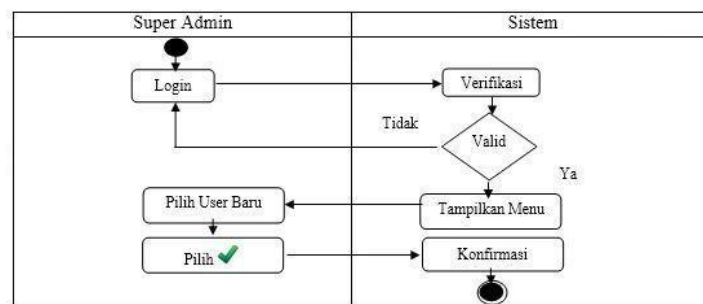 Super Admin
Sistem
Login
Verifikasi
Tidak
Valid
Ya
Pilih User Baru
Tampilkan Menu
Pilih
Konfirmasi